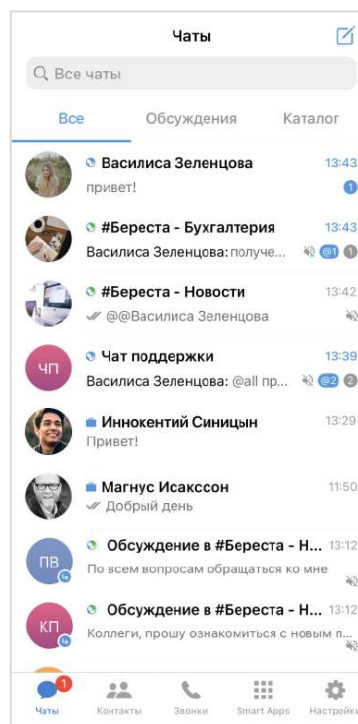 Чаты
Все чаты
Все Обсуждения Каталог
Василиса Зеленцова 13:43
привет! 1
#Береста - Бухгалтерия 13:43
Василиса Зеленцова: получе... @1 1
#Береста - Новости 13:42
@@Василиса Зеленцова
ЧП Чат поддержки 13:39
Василиса Зеленцова: @all пр... @2 2
Иннокентий Синицын 13:29
Привет!
Магнус Исакссон 11:50
Добрый день
ПВ Обсуждение в #Береста - Н... 13:12
По всем вопросам обращаться ко мне
КП Обсуждение в #Береста - Н... 13:12
Коллеги, прошу ознакомиться с новым п...
1
Чаты Контакты Звонки Smart Apps Настройки